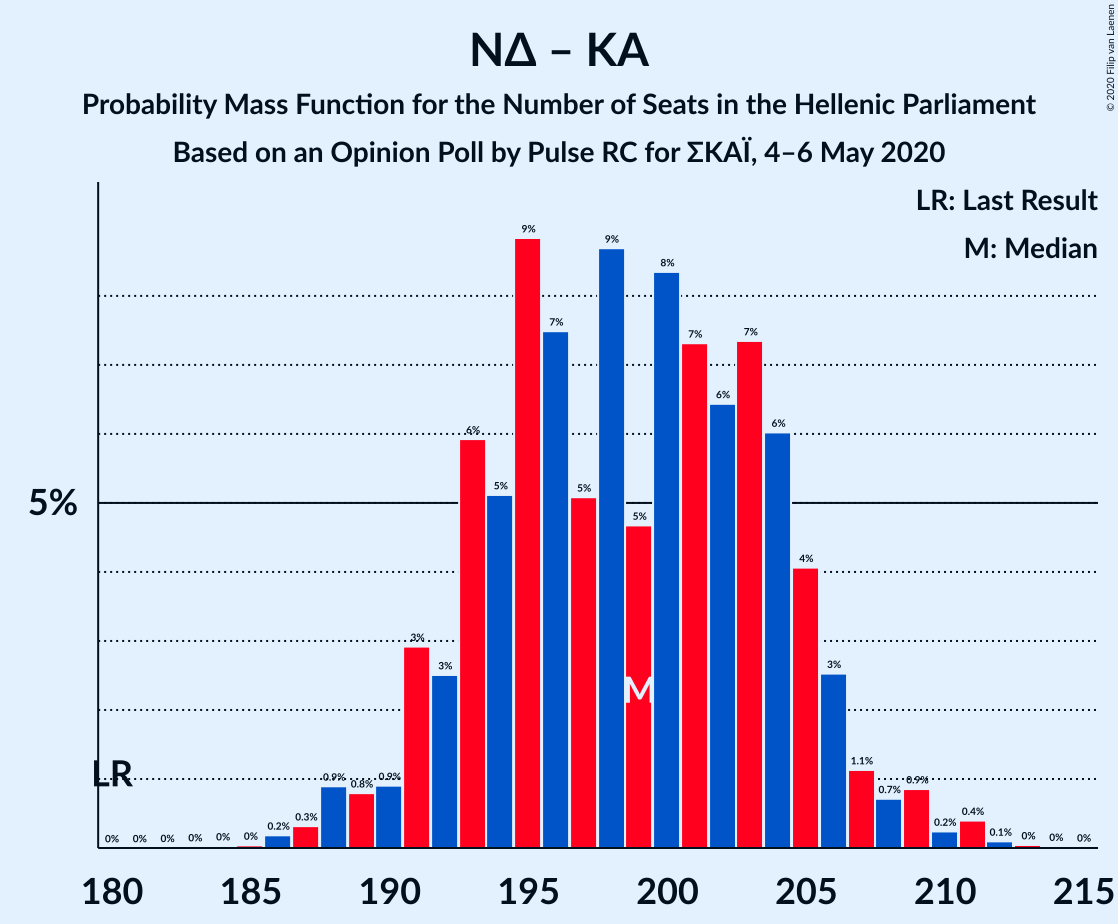 © 2020 Filip van Laenen
ΝΔ – ΚΑ
Probability Mass Function for the Number of Seats in the Hellenic Parliament
Based on an Opinion Poll by Pulse RC for ΣΚΑΪ, 4–6 May 2020
LR: Last Result
M: Median
5%
LR
M
0% 0% 0% 0% 0% 0% 0.2% 0.3% 0.9% 0.8% 0.9% 3% 3% 6% 5% 9% 7% 5% 9% 5% 8% 7% 6% 7% 6% 4% 3% 1.1% 0.7% 0.9% 0.2% 0.4% 0.1% 0% 0% 0%
180 185 190 195 200 205 210 215